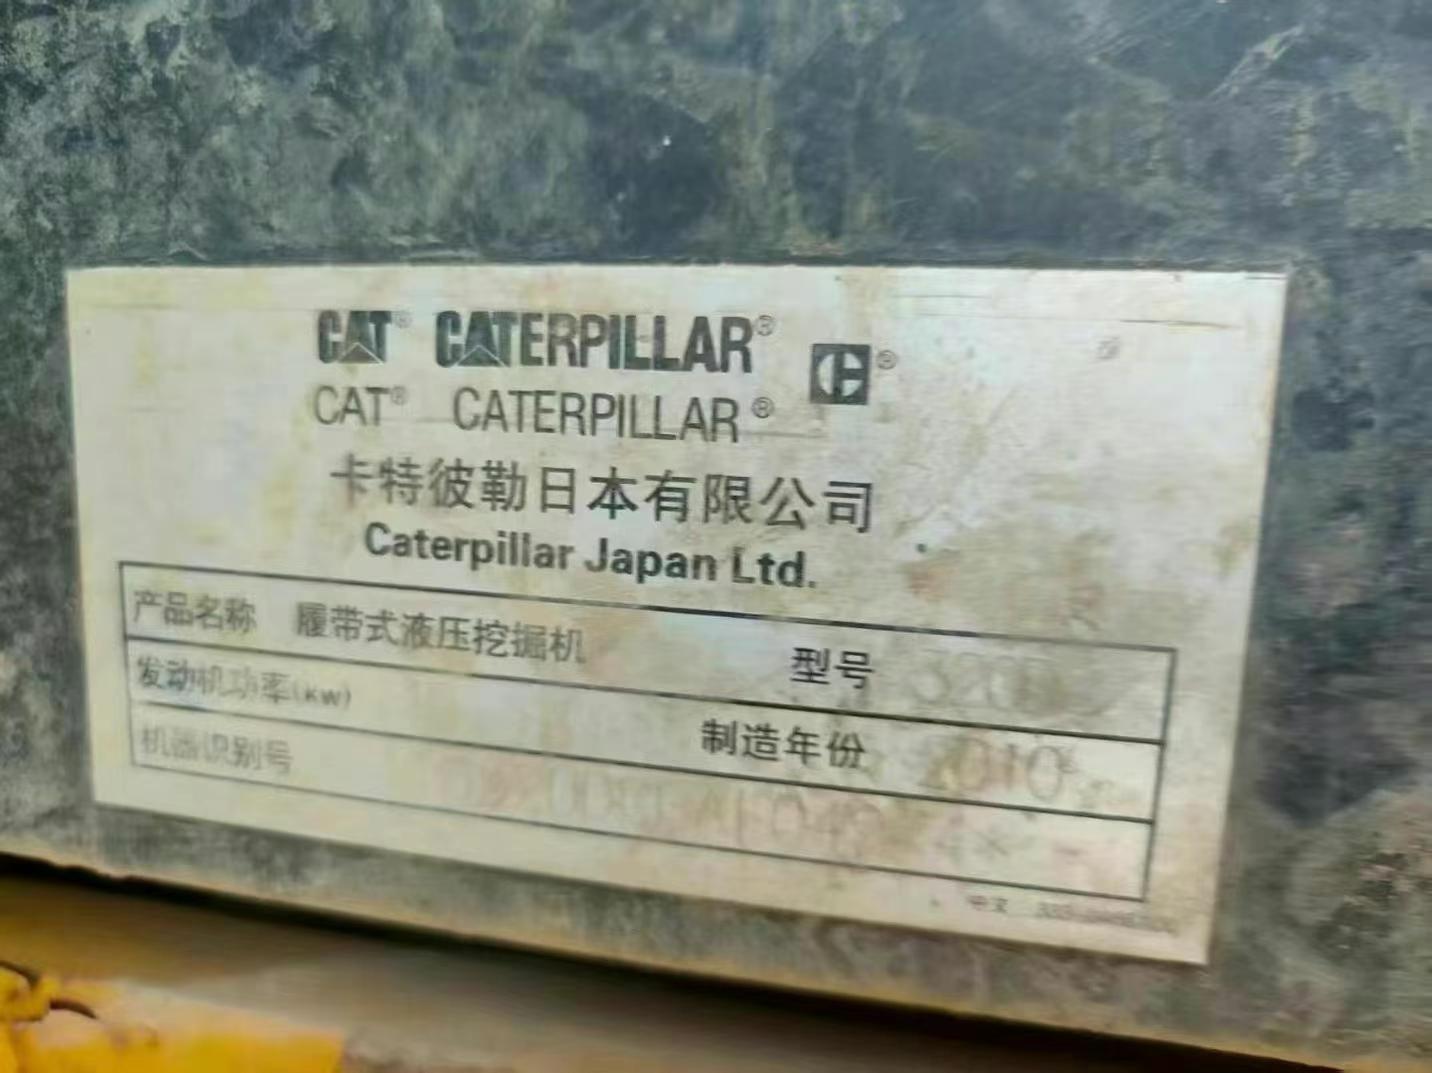 CAT® CATERPILLAR® ®
CAT® CATERPILLAR®
卡特彼勒日本有限公司
Caterpillar Japan Ltd.
产品名称 履带式液压挖掘机 型号 320D
发动机功率(KW) 制造年份 2010
机器识别号
中文